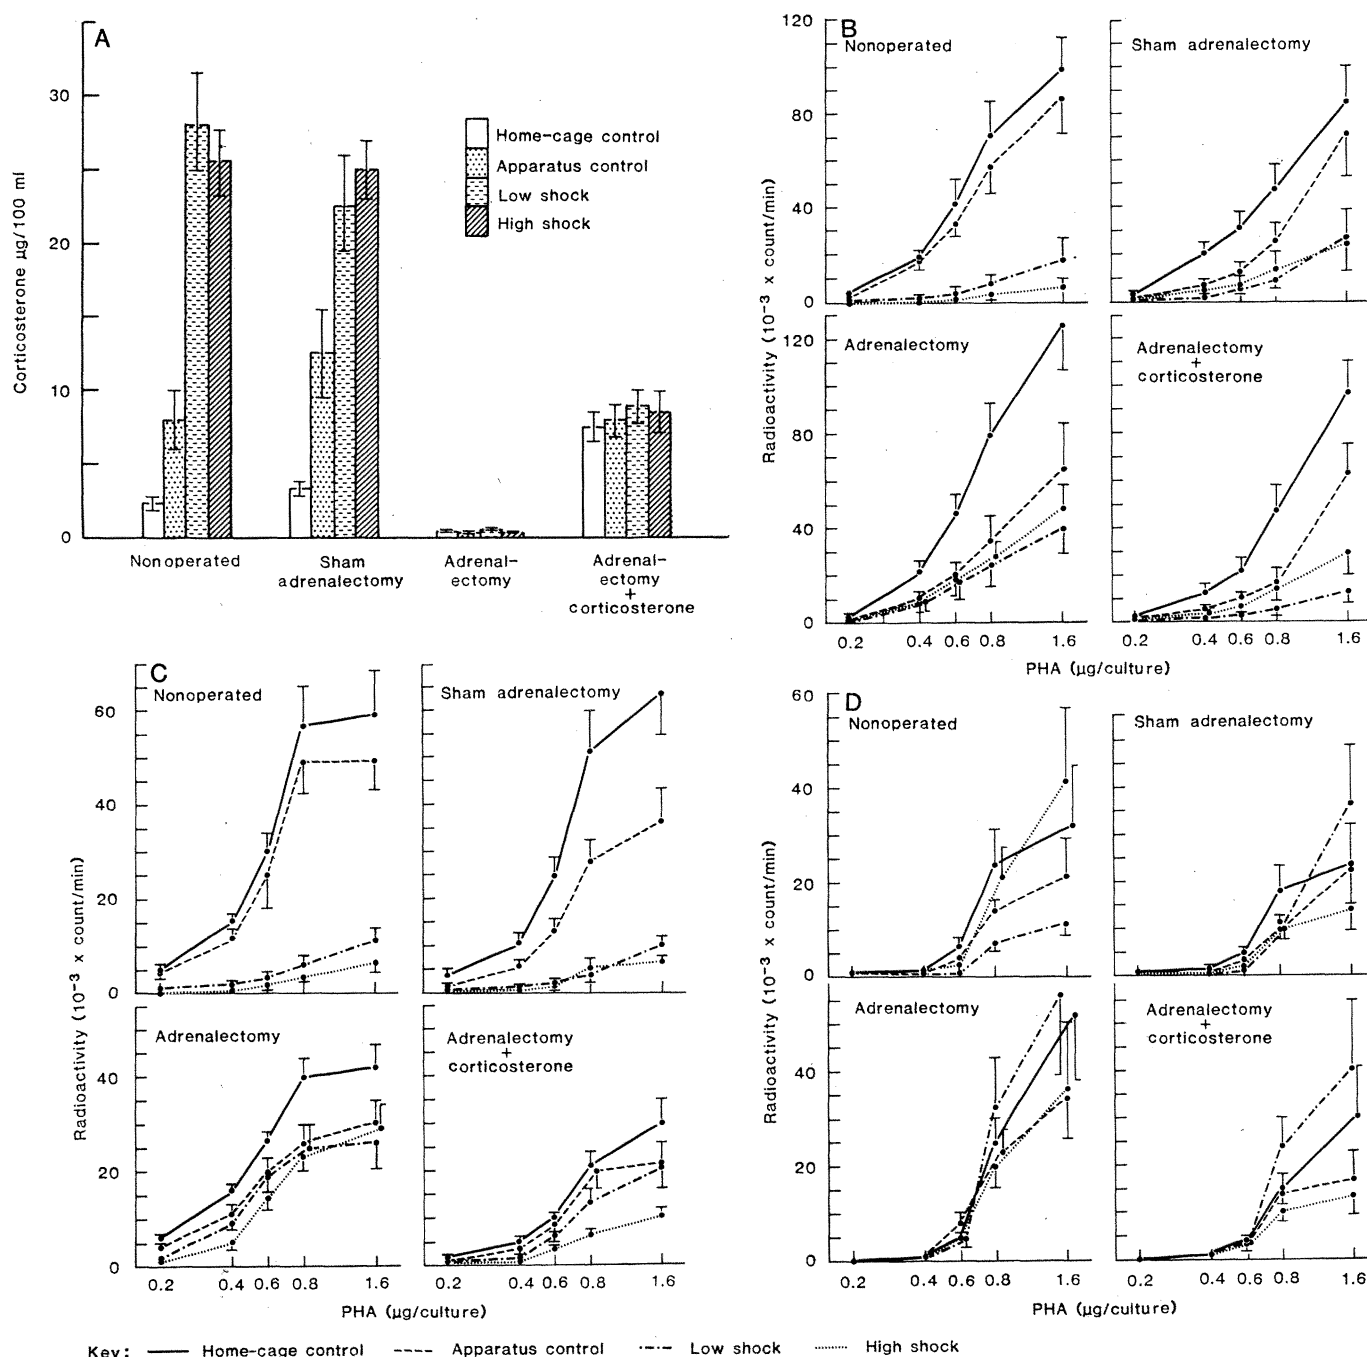 A
Corticosterone µg/100 ml
30
20
10
0
Home-cage control
Apparatus control
Low shock
High shock
Nonoperated
Sham
adrenalectomy
Adrenal-
ectomy
Adrenal-
ectomy
+
corticosterone
B
Radioactivity (10⁻³ x count/min)
120
80
40
0
Nonoperated
Sham adrenalectomy
120
80
40
0
Adrenalectomy
Adrenalectomy
+
corticosterone
0.2 0.4 0.6 0.8 1.6
0.2 0.4 0.6 0.8 1.6
PHA (µg/culture)
C
Radioactivity (10⁻³ x count/min)
60
40
20
0
Nonoperated
Sham adrenalectomy
40
20
0
Adrenalectomy
Adrenalectomy
+
corticosterone
0.2 0.4 0.6 0.8 1.6
0.2 0.4 0.6 0.8 1.6
PHA (µg/culture)
D
Radioactivity (10⁻³ x count/min)
60
40
20
0
Nonoperated
Sham adrenalectomy
40
20
0
Adrenalectomy
Adrenalectomy
+
corticosterone
0.2 0.4 0.6 0.8 1.6
0.2 0.4 0.6 0.8 1.6
PHA (µg/culture)
Key: Home-cage control Apparatus control Low shock High shock